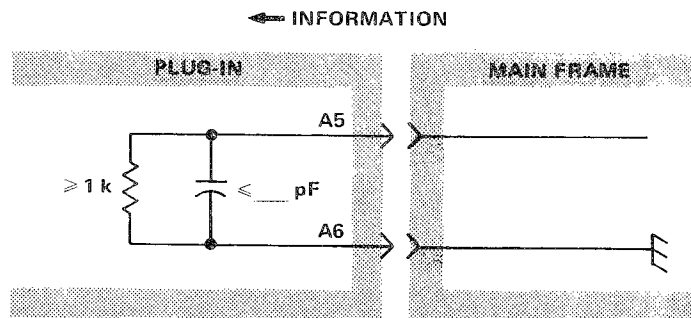 INFORMATION
PLUG-IN MAIN FRAME
A5
≥ 1 k ≤ ___ pF
A6